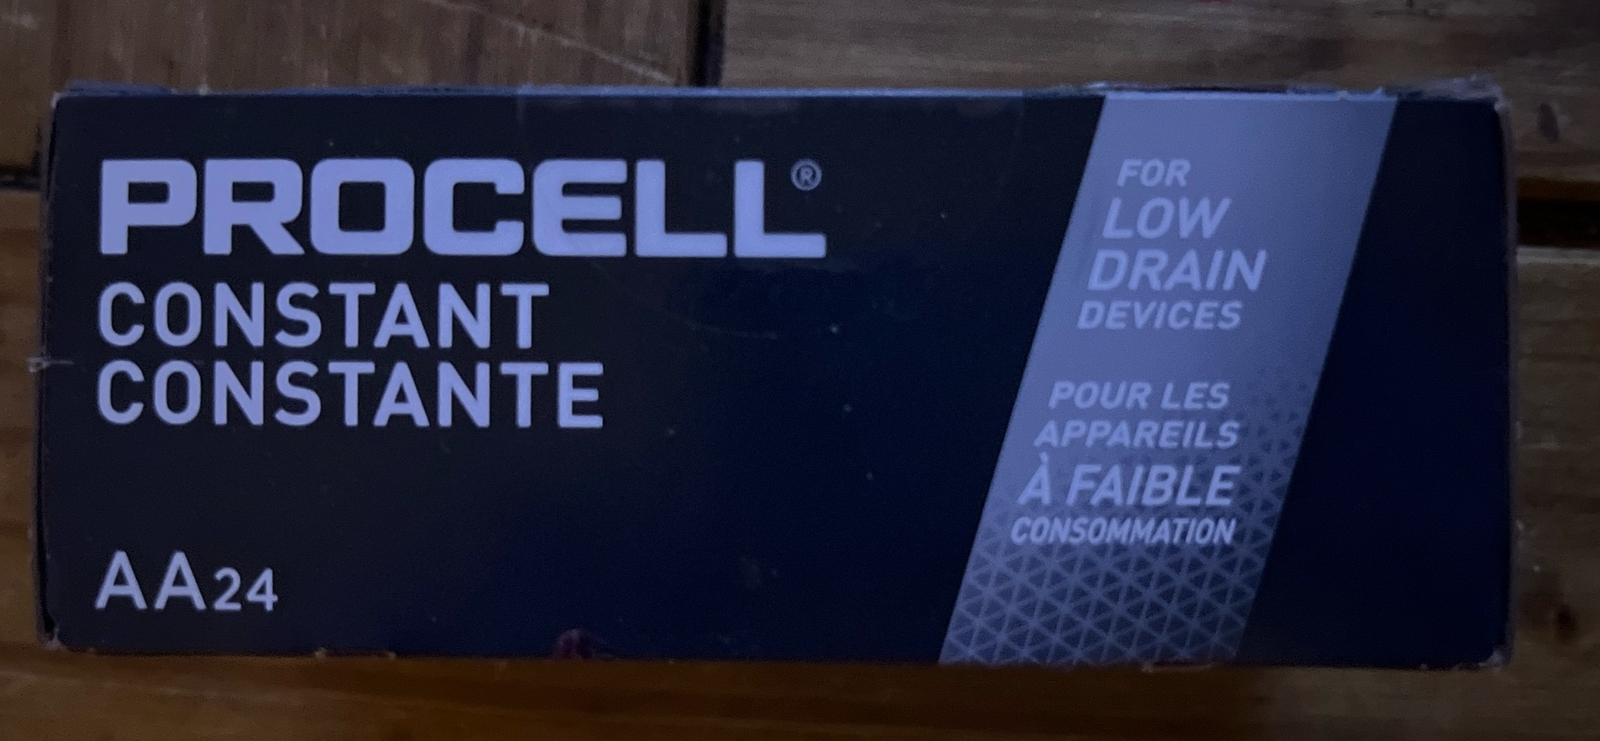 PROCELL®
CONSTANT
CONSTANTE
AA24
FOR
LOW
DRAIN
DEVICES
POUR LES
APPAREILS
À FAIBLE
CONSOMMATION